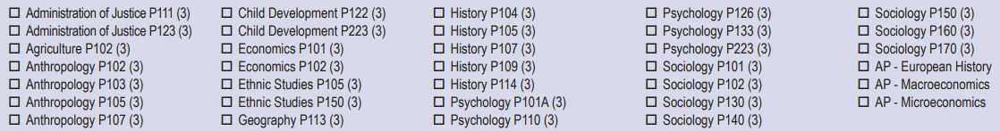 ☐ Administration of Justice P111 (3)
☐ Administration of Justice P123 (3)
☐ Agriculture P102 (3)
☐ Anthropology P102 (3)
☐ Anthropology P103 (3)
☐ Anthropology P105 (3)
☐ Anthropology P107 (3)
☐ Child Development P122 (3)
☐ Child Development P223 (3)
☐ Economics P101 (3)
☐ Economics P102 (3)
☐ Ethnic Studies P105 (3)
☐ Ethnic Studies P150 (3)
☐ Geography P113 (3)
☐ History P104 (3)
☐ History P105 (3)
☐ History P107 (3)
☐ History P109 (3)
☐ History P114 (3)
☐ Psychology P101A (3)
☐ Psychology P110 (3)
☐ Psychology P126 (3)
☐ Psychology P133 (3)
☐ Psychology P223 (3)
☐ Sociology P101 (3)
☐ Sociology P102 (3)
☐ Sociology P130 (3)
☐ Sociology P140 (3)
☐ Sociology P150 (3)
☐ Sociology P160 (3)
☐ Sociology P170 (3)
☐ AP - European History
☐ AP - Macroeconomics
☐ AP - Microeconomics